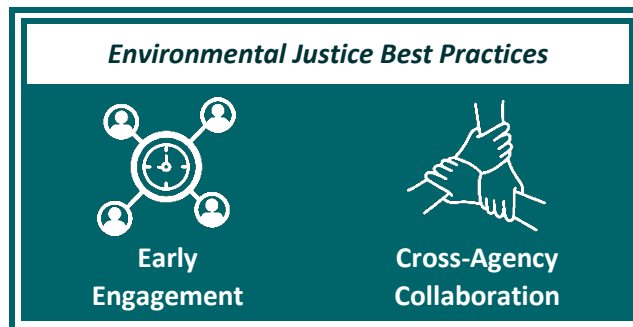 Environmental Justice Best Practices
Early
Engagement
Cross-Agency
Collaboration